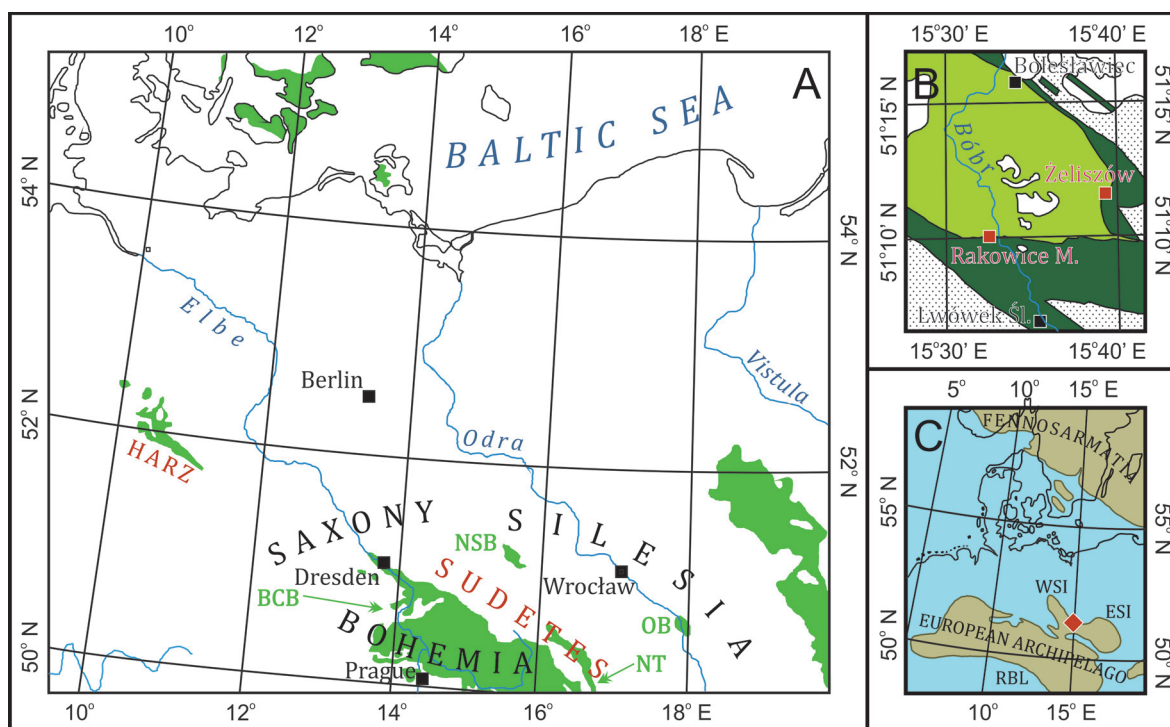 10° 12° 14° 16° 18° E
A
BALTIC SEA
54° N
54° N
Elbe
Berlin
Odra
Vistula
52° N
52° N
HARZ
SAXONY
SILESIA
NSB
SUDETES
Dresden
Wrocław
BCB
BOHEMIA
OB
NT
Prague
50° N
10° 12° 14° 16° 18° E
15°30' E 15°40' E
B
Bolesławiec
51°15' N
51°15' N
Bóbr
Żeliszów
51°10' N
51°10' N
Rakowice M.
Lwówek Śl.
15°30' E 15°40' E
5° 10° 15° E
C
FENNOSARMATIA
55° N
55° N
WSI
ESI
EUROPEAN ARCHIPELAGO
50° N
50° N
RBL
10° 15° E